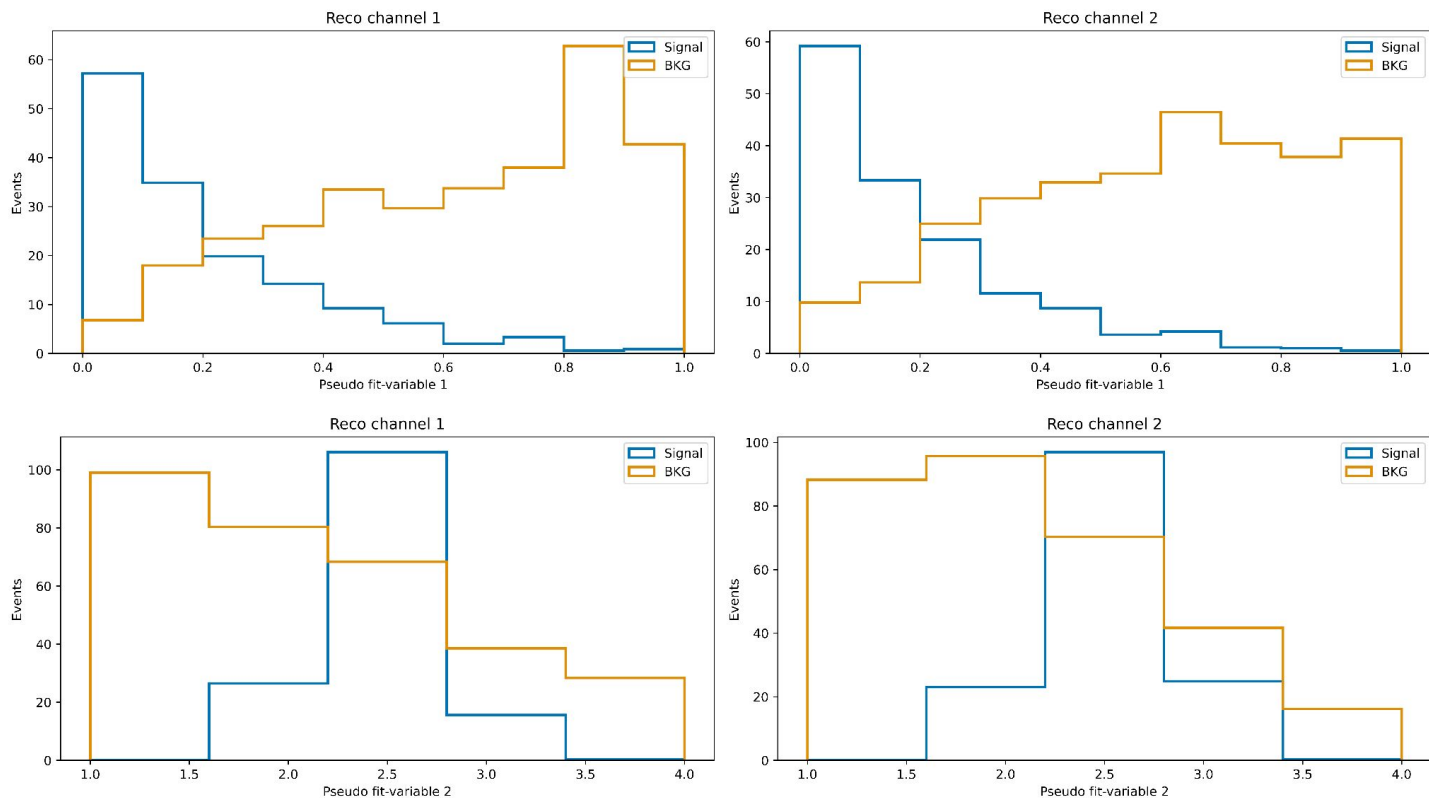 Reco channel 1
Signal
BKG
Events
60
50
40
30
20
10
0
0.0 0.2 0.4 0.6 0.8 1.0
Pseudo fit-variable 1
Reco channel 2
Signal
BKG
Events
60
50
40
30
20
10
0
0.0 0.2 0.4 0.6 0.8 1.0
Pseudo fit-variable 1
Reco channel 1
Signal
BKG
Events
100
80
60
40
20
0
1.0 1.5 2.0 2.5 3.0 3.5 4.0
Pseudo fit-variable 2
Reco channel 2
Signal
BKG
Events
100
80
60
40
20
0
1.0 1.5 2.0 2.5 3.0 3.5 4.0
Pseudo fit-variable 2